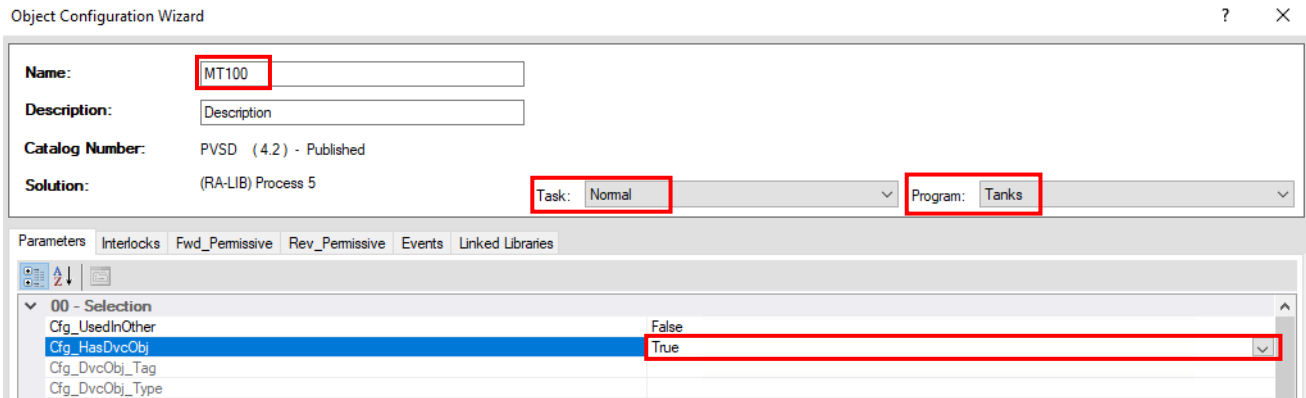 Object Configuration Wizard ? ×
Name: MT100
Description: Description
Catalog Number: PVSD (4.2) - Published
Solution: (RA-LIB) Process 5
Task: Normal Program: Tanks
Parameters Interlocks Fwd_Permissive Rev_Permissive Events Linked Libraries
00 - Selection
Cfg_UsedInOther False
Cfg_HasDvcObj True
Cfg_DvcObj_Tag
Cfg_DvcObj_Type